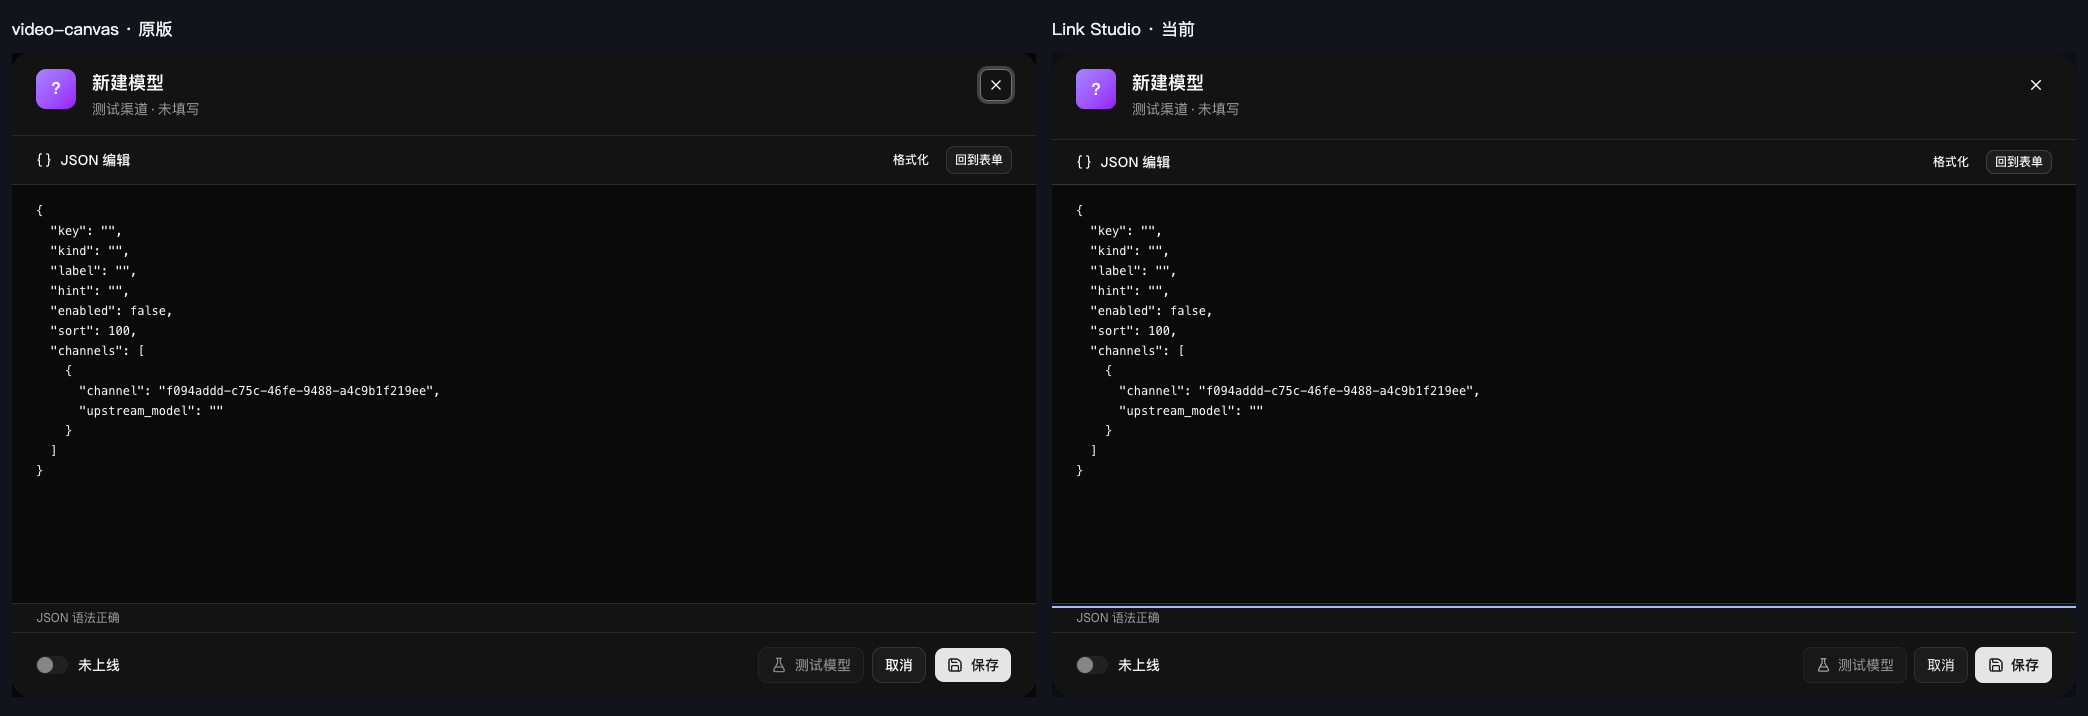 video-canvas · 原版
?
新建模型
测试渠道 · 未填写
{} JSON 编辑
格式化
回到表单
{
  "key": "",
  "kind": "",
  "label": "",
  "hint": "",
  "enabled": false,
  "sort": 100,
  "channels": [
    {
      "channel": "f094addd-c75c-46fe-9488-a4c9b1f219ee",
      "upstream_model": ""
    }
  ]
}
JSON 语法正确
未上线
测试模型
取消
保存
Link Studio · 当前
?
新建模型
测试渠道 · 未填写
{} JSON 编辑
格式化
回到表单
{
  "key": "",
  "kind": "",
  "label": "",
  "hint": "",
  "enabled": false,
  "sort": 100,
  "channels": [
    {
      "channel": "f094addd-c75c-46fe-9488-a4c9b1f219ee",
      "upstream_model": ""
    }
  ]
}
JSON 语法正确
未上线
测试模型
取消
保存